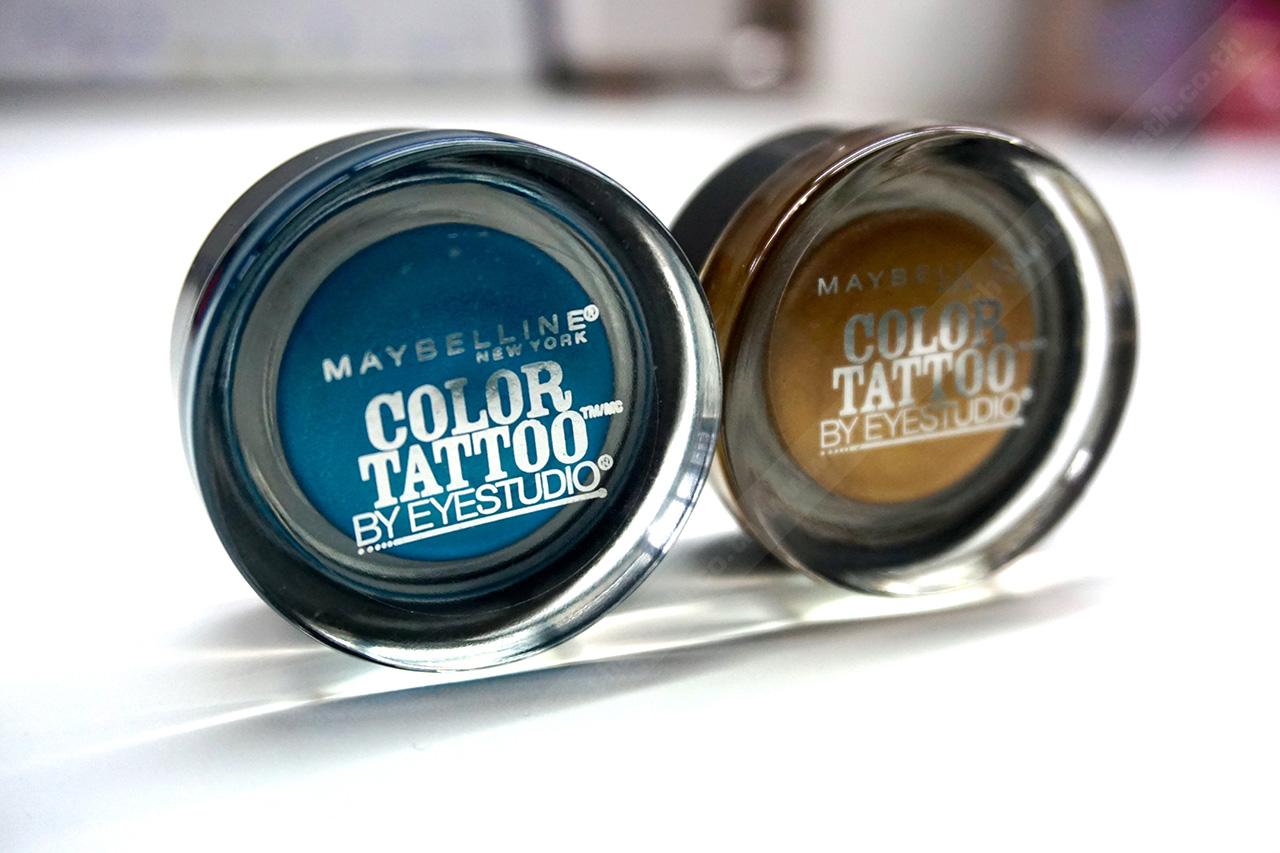 MAYBELLINE®
NEW YORK
COLOR
TATTOO™/MC
BY EYESTUDIO®
MAYBELLINE
COLOR
TATTOO
BY EYESTUDIO®